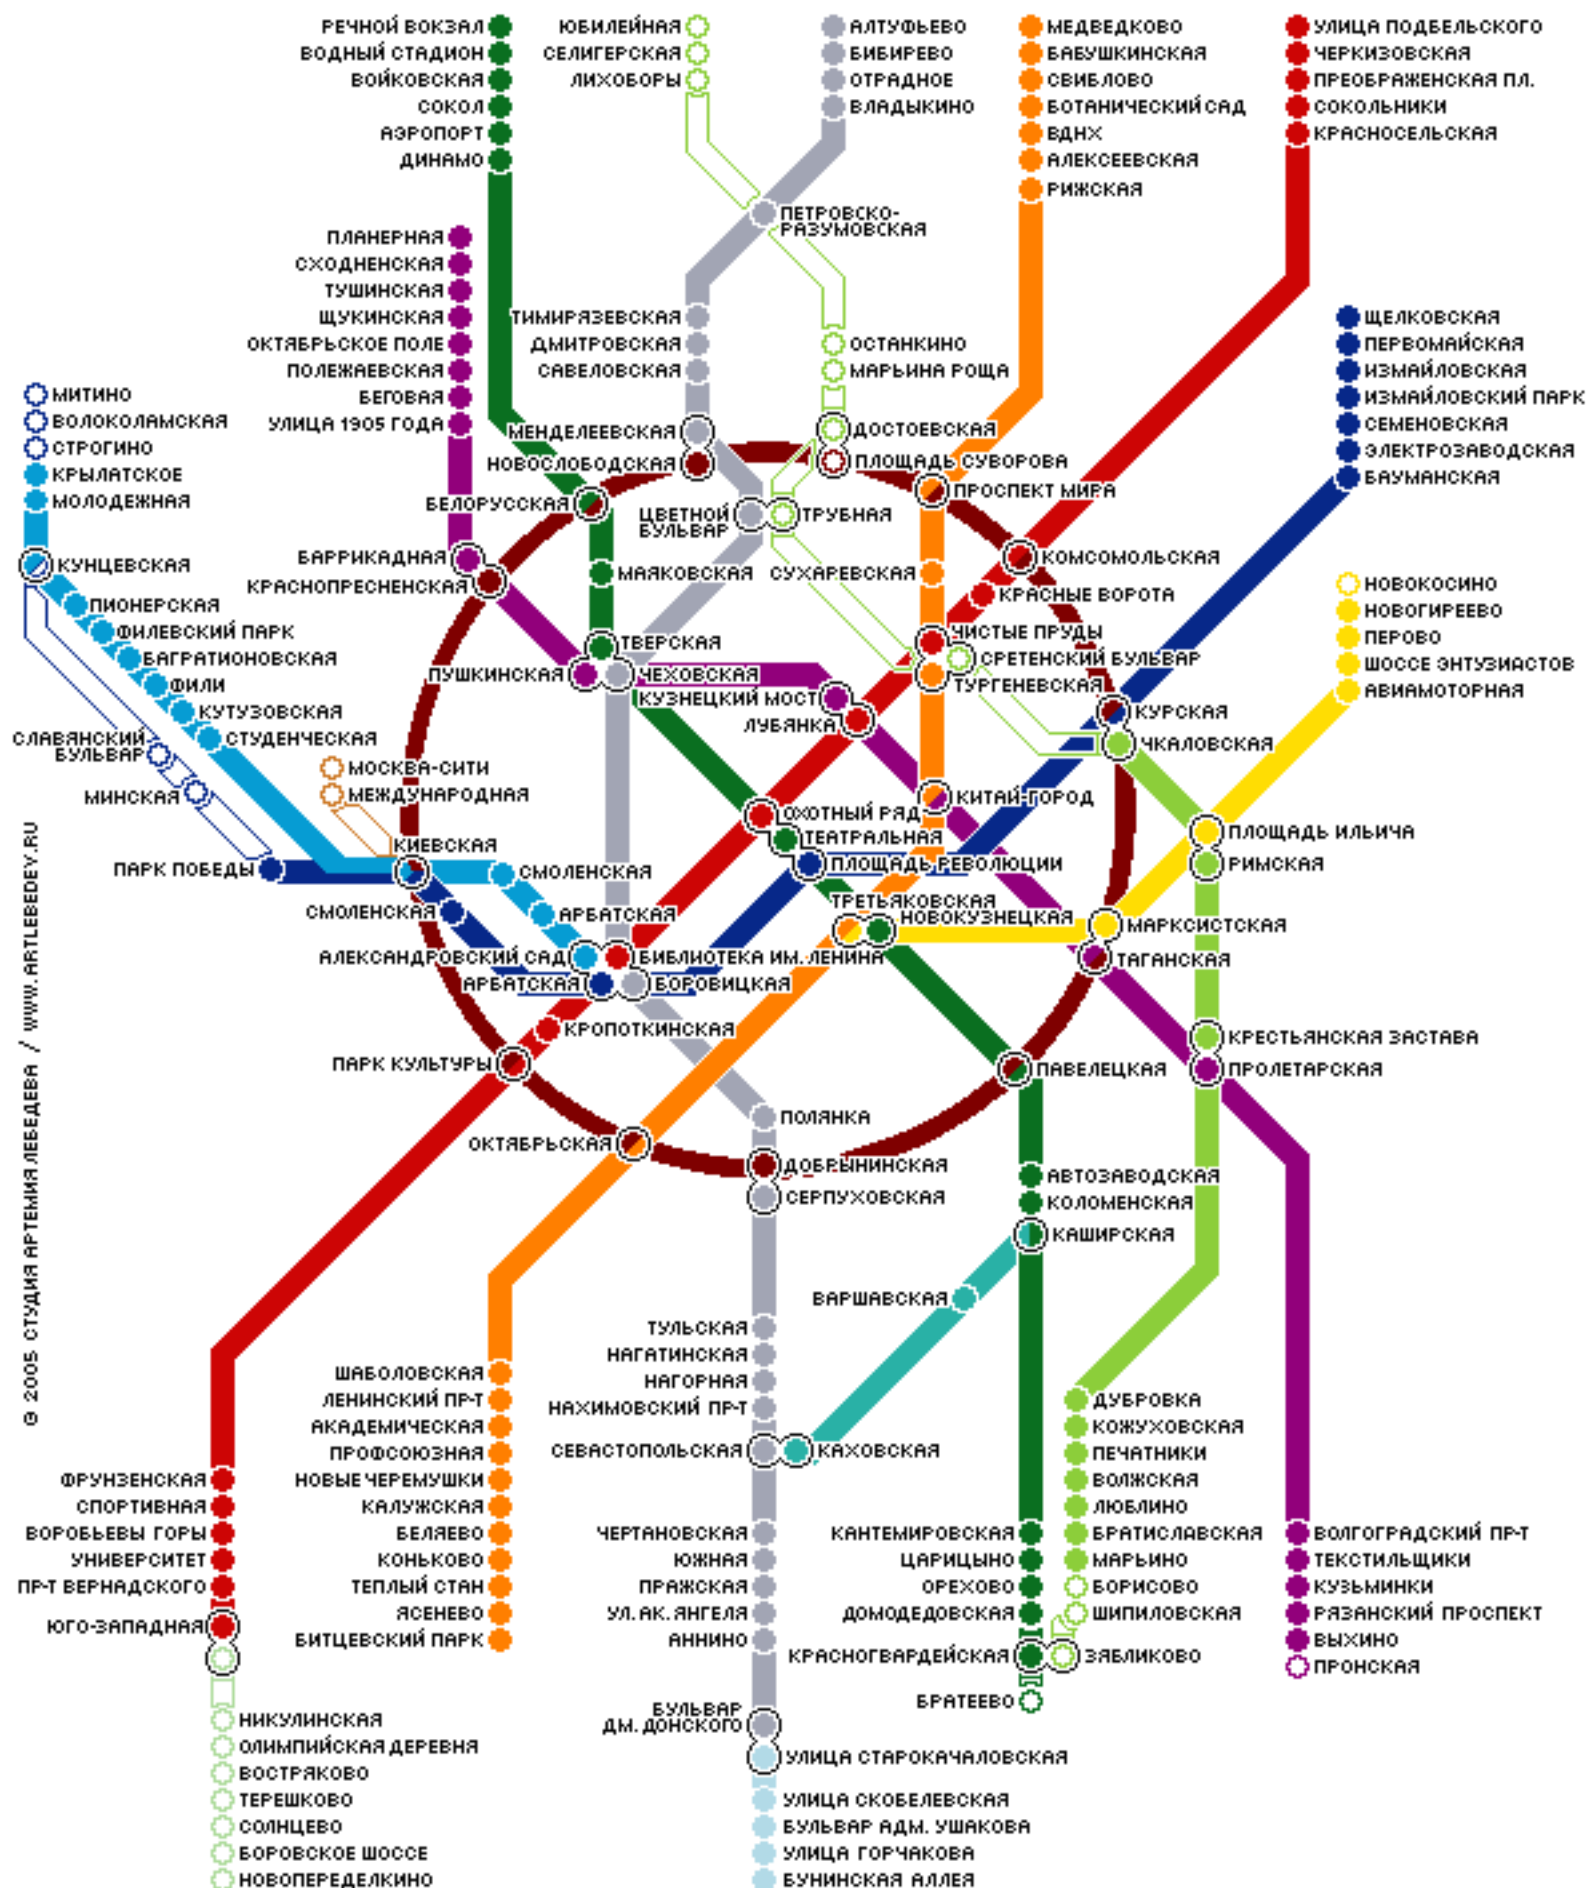 РЕЧНОЙ ВОКЗАЛ
ВОДНЫЙ СТАДИОН
ВОЙКОВСКАЯ
СОКОЛ
АЭРОПОРТ
ДИНАМО
ЮБИЛЕЙНАЯ
СЕЛИГЕРСКАЯ
ЛИХОБОРЫ
АЛТУФЬЕВО
БИБИРЕВО
ОТРАДНОЕ
ВЛАДЫКИНО
МЕДВЕДКОВО
БАБУШКИНСКАЯ
СВИБЛОВО
БОТАНИЧЕСКИЙ САД
ВДНХ
АЛЕКСЕЕВСКАЯ
РИЖСКАЯ
УЛИЦА ПОДБЕЛЬСКОГО
ЧЕРКИЗОВСКАЯ
ПРЕОБРАЖЕНСКАЯ ПЛ.
СОКОЛЬНИКИ
КРАСНОСЕЛЬСКАЯ
ПЕТРОВСКО-
РАЗУМОВСКАЯ
ПЛАНЕРНАЯ
СХОДНЕНСКАЯ
ТУШИНСКАЯ
ЩУКИНСКАЯ
ОКТЯБРЬСКОЕ ПОЛЕ
ПОЛЕЖАЕВСКАЯ
БЕГОВАЯ
УЛИЦА 1905 ГОДА
ТИМИРЯЗЕВСКАЯ
ДМИТРОВСКАЯ
САВЕЛОВСКАЯ
ОСТАНКИНО
МАРЬИНА РОЩА
ЩЕЛКОВСКАЯ
ПЕРВОМАЙСКАЯ
ИЗМАЙЛОВСКАЯ
ИЗМАЙЛОВСКИЙ ПАРК
СЕМЕНОВСКАЯ
ЭЛЕКТРОЗАВОДСКАЯ
БАУМАНСКАЯ
МИТИНО
ВОЛОКОЛАМСКАЯ
СТРОГИНО
КРЫЛАТСКОЕ
МОЛОДЕЖНАЯ
КУНЦЕВСКАЯ
ПИОНЕРСКАЯ
ФИЛЕВСКИЙ ПАРК
БАГРАТИОНОВСКАЯ
ФИЛИ
КУТУЗОВСКАЯ
СТУДЕНЧЕСКАЯ
МЕНДЕЛЕЕВСКАЯ
НОВОСЛОБОДСКАЯ
ДОСТОЕВСКАЯ
ПЛОЩАДЬ СУВОРОВА
БЕЛОРУССКАЯ
ПРОСПЕКТ МИРА
ЦВЕТНОЙ
БУЛЬВАР
ТРУБНАЯ
БАРРИКАДНАЯ
КРАСНОПРЕСНЕНСКАЯ
КОМСОМОЛЬСКАЯ
МАЯКОВСКАЯ
СУХАРЕВСКАЯ
КРАСНЫЕ ВОРОТА
НОВОКОСИНО
НОВОГИРЕЕВО
ПЕРОВО
ШОССЕ ЭНТУЗИАСТОВ
АВИАМОТОРНАЯ
ТВЕРСКАЯ
ПУШКИНСКАЯ
ЧЕХОВСКАЯ
ЧИСТЫЕ ПРУДЫ
СРЕТЕНСКИЙ БУЛЬВАР
ТУРГЕНЕВСКАЯ
КУЗНЕЦКИЙ МОСТ
ЛУБЯНКА
КУРСКАЯ
ЧКАЛОВСКАЯ
СЛАВЯНСКИЙ
БУЛЬВАР
МИНСКАЯ
МОСКВА-СИТИ
МЕЖДУНАРОДНАЯ
КИТАЙ-ГОРОД
ОХОТНЫЙ РЯД
ТЕАТРАЛЬНАЯ
ПЛОЩАДЬ РЕВОЛЮЦИИ
ПЛОЩАДЬ ИЛЬИЧА
РИМСКАЯ
КИЕВСКАЯ
ПАРК ПОБЕДЫ
СМОЛЕНСКАЯ
СМОЛЕНСКАЯ
АРБАТСКАЯ
ТРЕТЬЯКОВСКАЯ
НОВОКУЗНЕЦКАЯ
МАРКСИСТСКАЯ
ТАГАНСКАЯ
АЛЕКСАНДРОВСКИЙ САД
БИБЛИОТЕКА ИМ. ЛЕНИНА
АРБАТСКАЯ
БОРОВИЦКАЯ
КРОПОТКИНСКАЯ
ПАРК КУЛЬТУРЫ
КРЕСТЬЯНСКАЯ ЗАСТАВА
ПРОЛЕТАРСКАЯ
ПАВЕЛЕЦКАЯ
ПОЛЯНКА
ОКТЯБРЬСКАЯ
ДОБРЫНИНСКАЯ
СЕРПУХОВСКАЯ
АВТОЗАВОДСКАЯ
КОЛОМЕНСКАЯ
КАШИРСКАЯ
ВАРШАВСКАЯ
© 2005 СТУДИЯ АРТЕМИЯ ЛЕБЕДЕВА / WWW.ARTLEBEDEV.RU
ТУЛЬСКАЯ
НАГАТИНСКАЯ
НАГОРНАЯ
НАХИМОВСКИЙ ПР-Т
СЕВАСТОПОЛЬСКАЯ
КАХОВСКАЯ
ШАБОЛОВСКАЯ
ЛЕНИНСКИЙ ПР-Т
АКАДЕМИЧЕСКАЯ
ПРОФСОЮЗНАЯ
НОВЫЕ ЧЕРЕМУШКИ
КАЛУЖСКАЯ
БЕЛЯЕВО
КОНЬКОВО
ТЕПЛЫЙ СТАН
ЯСЕНЕВО
БИТЦЕВСКИЙ ПАРК
ДУБРОВКА
КОЖУХОВСКАЯ
ПЕЧАТНИКИ
ВОЛЖСКАЯ
ЛЮБЛИНО
БРАТИСЛАВСКАЯ
МАРЬИНО
БОРИСОВО
ШИПИЛОВСКАЯ
ЗЯБЛИКОВО
ФРУНЗЕНСКАЯ
СПОРТИВНАЯ
ВОРОБЬЕВЫ ГОРЫ
УНИВЕРСИТЕТ
ПР-Т ВЕРНАДСКОГО
ЮГО-ЗАПАДНАЯ
ЧЕРТАНОВСКАЯ
ЮЖНАЯ
ПРАЖСКАЯ
УЛ. АК. ЯНГЕЛЯ
АННИНО
КАНТЕМИРОВСКАЯ
ЦАРИЦЫНО
ОРЕХОВО
ДОМОДЕДОВСКАЯ
КРАСНОГВАРДЕЙСКАЯ
БРАТЕЕВО
ВОЛГОГРАДСКИЙ ПР-Т
ТЕКСТИЛЬЩИКИ
КУЗЬМИНКИ
РЯЗАНСКИЙ ПРОСПЕКТ
ВЫХИНО
ПРОНСКАЯ
БУЛЬВАР
ДМ. ДОНСКОГО
УЛИЦА СТАРОКАЧАЛОВСКАЯ
УЛИЦА СКОБЕЛЕВСКАЯ
БУЛЬВАР АДМ. УШАКОВА
УЛИЦА ГОРЧАКОВА
БУНИНСКАЯ АЛЛЕЯ
НИКУЛИНСКАЯ
ОЛИМПИЙСКАЯ ДЕРЕВНЯ
ВОСТРЯКОВО
ТЕРЕШКОВО
СОЛНЦЕВО
БОРОВСКОЕ ШОССЕ
НОВОПЕРЕДЕЛКИНО